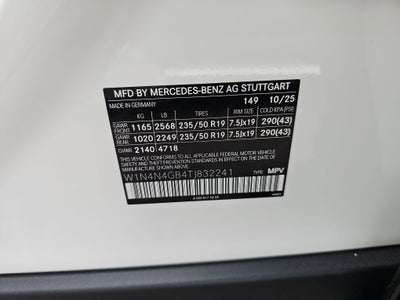 MFD BY MERCEDES-BENZ AG STUTTGART
MADE IN GERMANY 149 10/25
KG LB TIRES RIM SIZE COLD KPA (PSI)
GAWR FRONT 1165 2568 235/50 R19 7.5Jx19 290(43)
GAWR REAR 1020 2249 235/50 R19 7.5Jx19 290(43)
GVWR 2140 4718
THIS VEHICLE CONFORMS TO ALL APPLICABLE FEDERAL MOTOR VEHICLE
SAFETY, BUMPER, AND THEFT PREVENTION STANDARDS IN EFFECT
ON THE DATE OF MANUFACTURE SHOWN ABOVE.
W1N4N4GB4TJ832241 TYPE: MPV